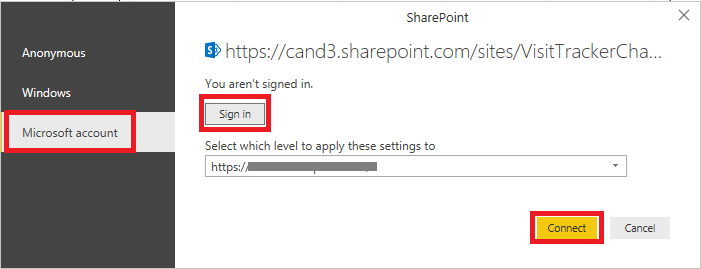 SharePoint
Anonymous
Windows
Microsoft account
https://cand3.sharepoint.com/sites/VisitTrackerCha...
You aren't signed in.
Sign in
Select which level to apply these settings to
https://
Connect
Cancel